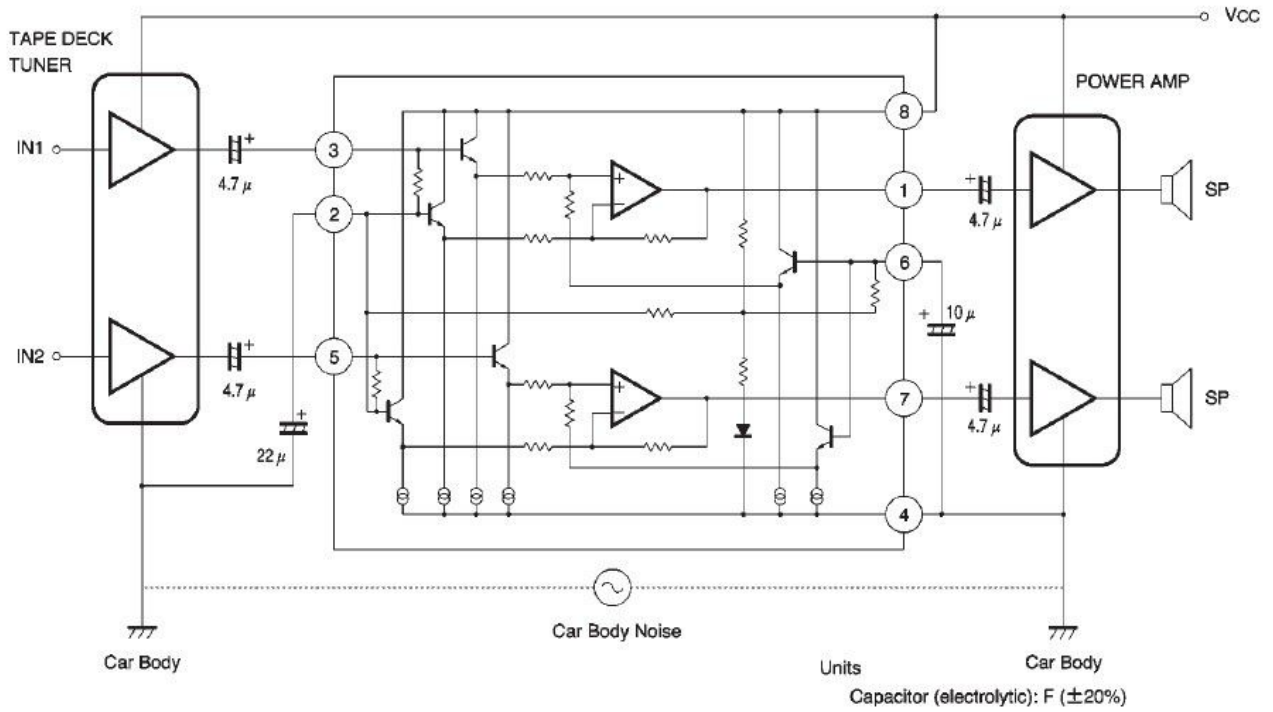 VCC
TAPE DECK
TUNER
POWER AMP
8
IN1
+
4.7 μ
3
+
−
1
+
4.7 μ
SP
2
6
+
10 μ
IN2
+
4.7 μ
5
+
−
7
+
4.7 μ
SP
+
22 μ
4
Car Body Noise
Car Body
Car Body
Units
Capacitor (electrolytic): F (±20%)